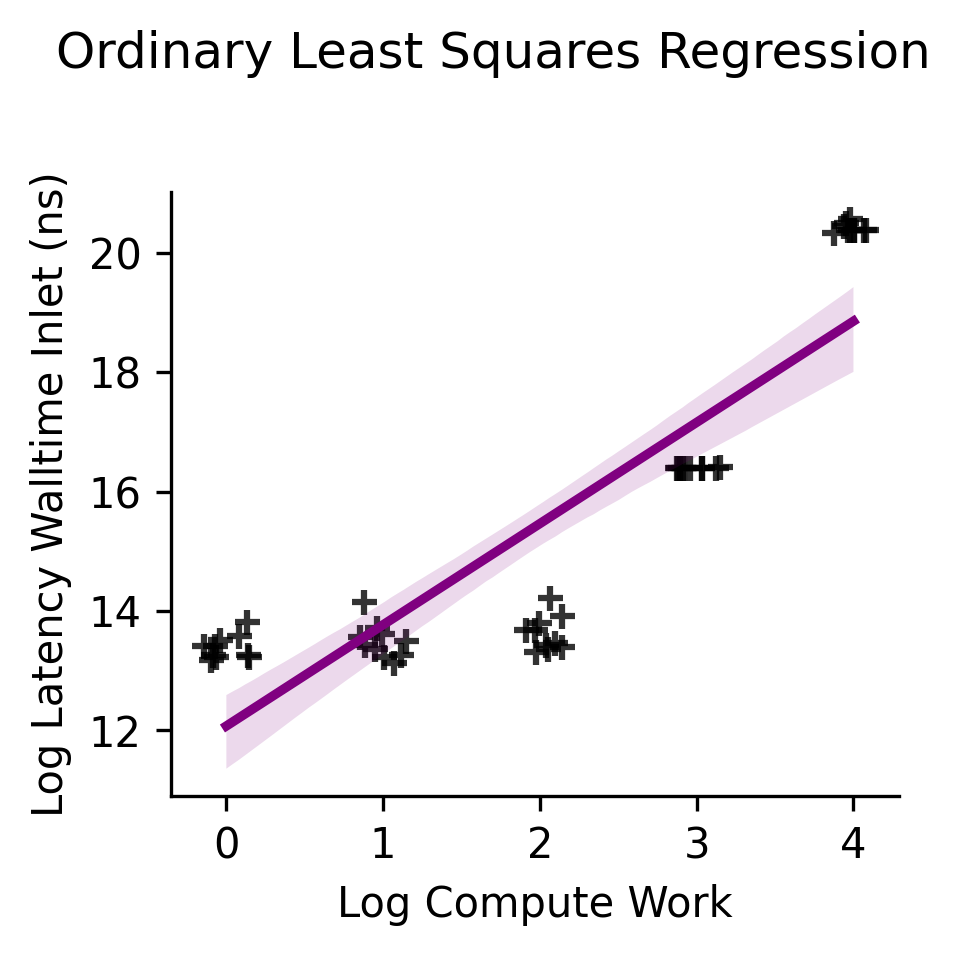 Ordinary Least Squares Regression
Log Latency Walltime Inlet (ns)
20
18
16
14
12
0 1 2 3 4
Log Compute Work